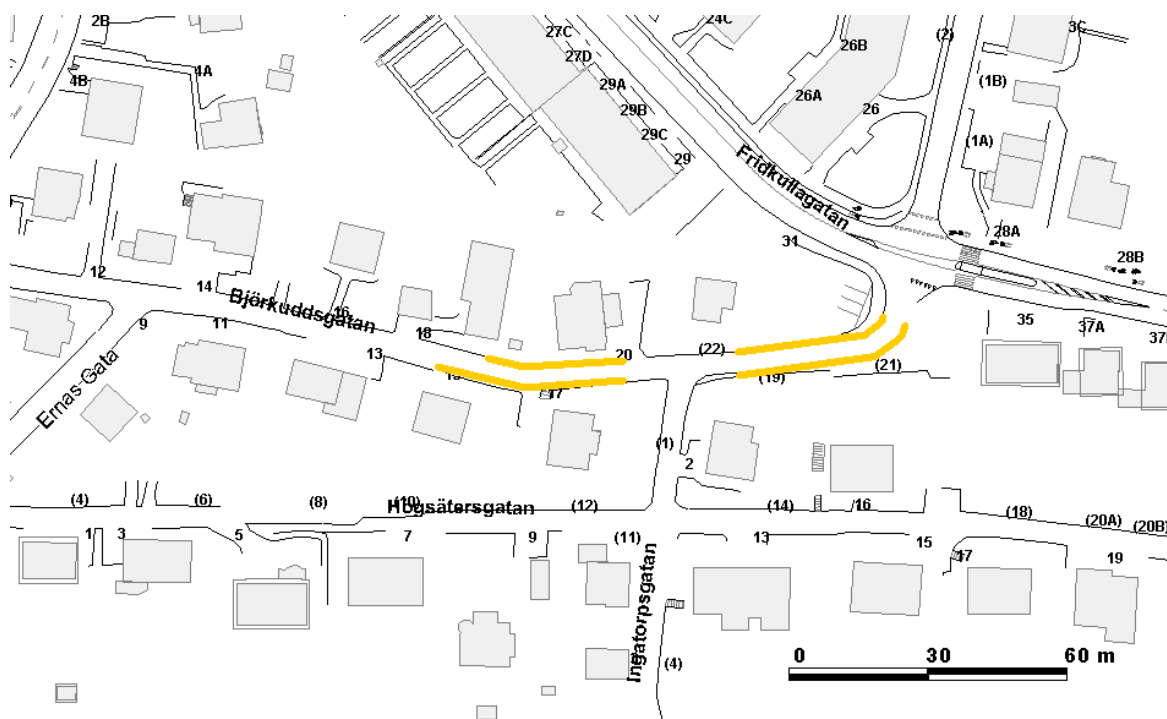 2B
24C
3C
27C
(2)
26B
27D
4A
4B
29A
(1B)
26A
26
29B
29C
(1A)
29
Fridkullagatan
28A
31
28B
12
14
Björkuddsgatan
16
9
11
18
35
37A
13
20
(22)
(21)
(19)
17
Ernas Gata
(1)
2
(4)
(6)
(8)
(10)
Högsätersgatan
(12)
(14)
16
(18)
(20A)
(20B)
1
3
5
7
9
(11)
13
15
17
19
Ingatorpsgatan
(4)
0 30 60 m